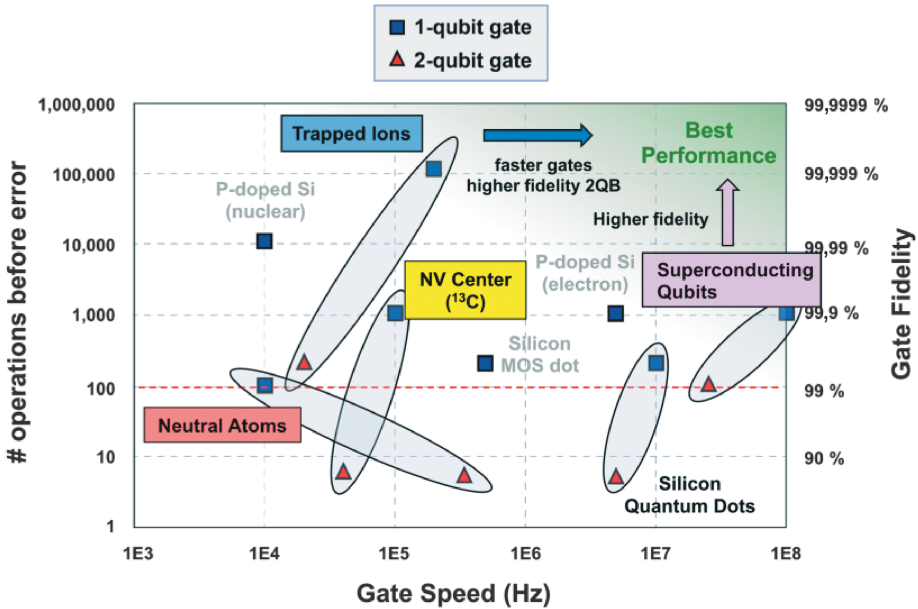 1-qubit gate
2-qubit gate
# operations before error
1,000,000
100,000
10,000
1,000
100
10
1
99,9999 %
99,999 %
99,99 %
99,9 %
99 %
90 %
Gate Fidelity
Trapped Ions
faster gates
higher fidelity 2QB
Best
Performance
P-doped Si
(nuclear)
Higher fidelity
NV Center
(¹³C)
P-doped Si
(electron)
Superconducting
Qubits
Silicon
MOS dot
Neutral Atoms
Silicon
Quantum Dots
1E3
1E4
1E5
1E6
1E7
1E8
Gate Speed (Hz)